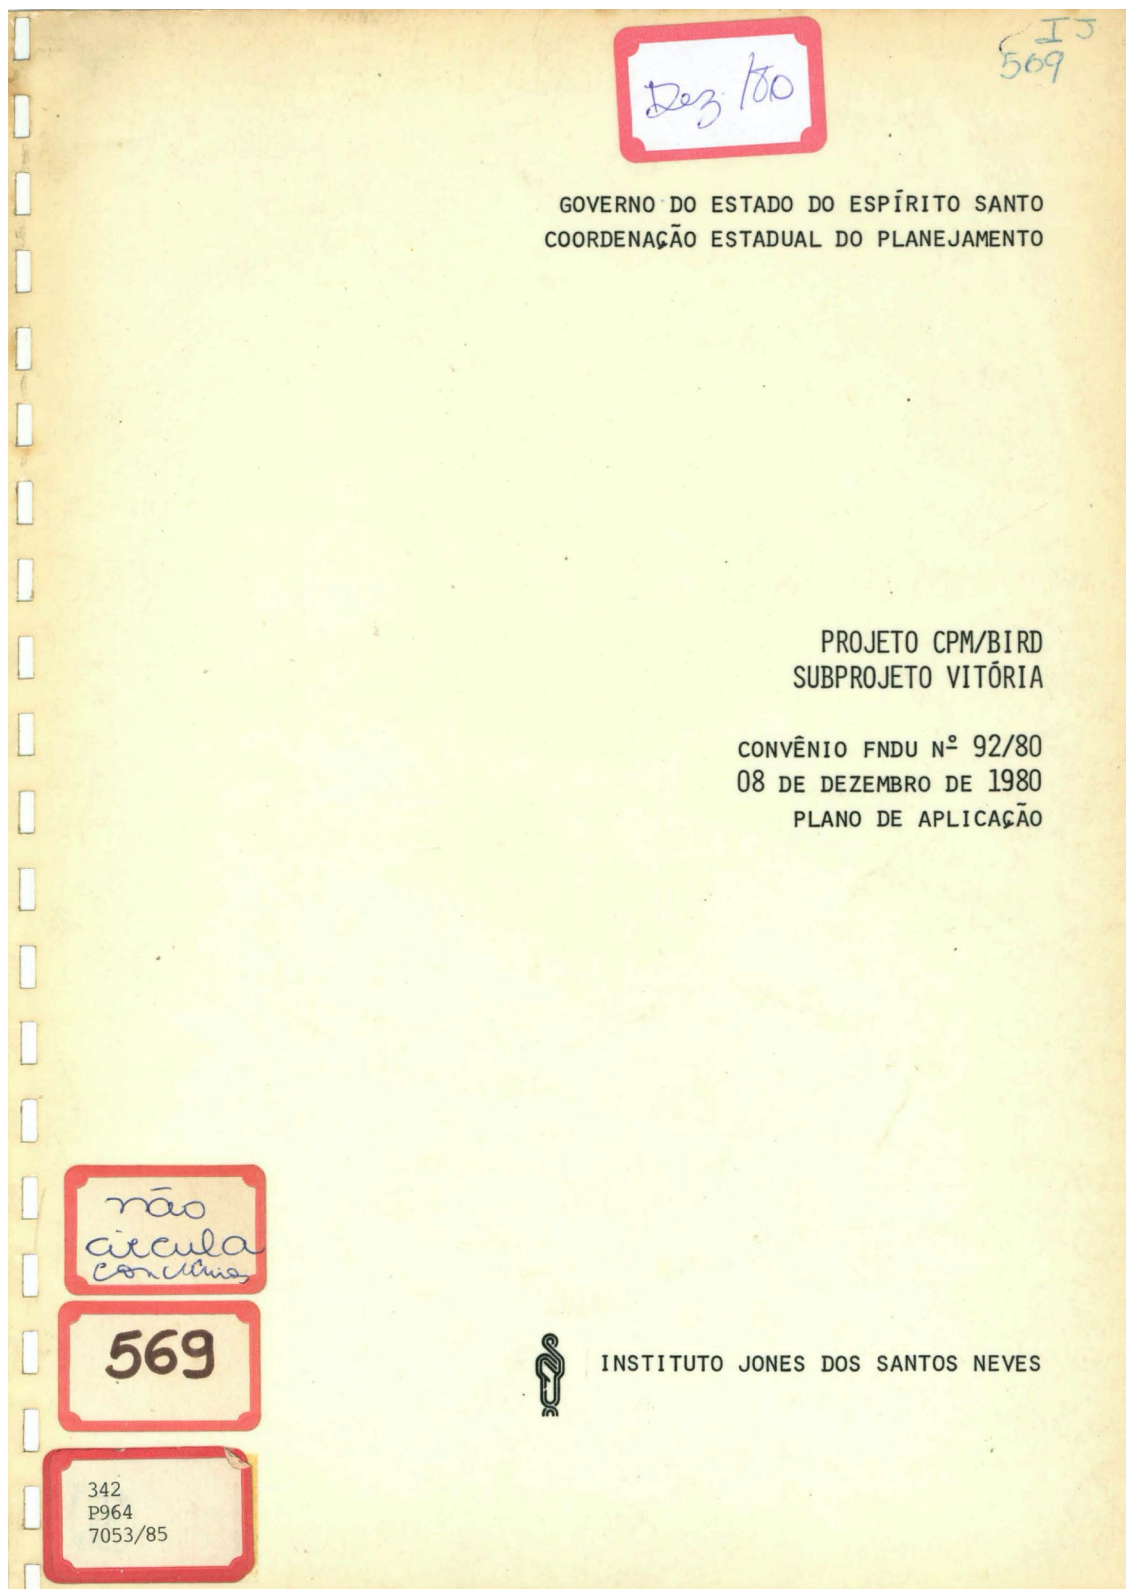 IJ
569
Dez/80
GOVERNO DO ESTADO DO ESPÍRITO SANTO
COORDENAÇÃO ESTADUAL DO PLANEJAMENTO
PROJETO CPM/BIRD
SUBPROJETO VITÓRIA
CONVÊNIO FNDU Nº 92/80
08 DE DEZEMBRO DE 1980
PLANO DE APLICAÇÃO
não
circula
569
INSTITUTO JONES DOS SANTOS NEVES
342
P964
7053/85